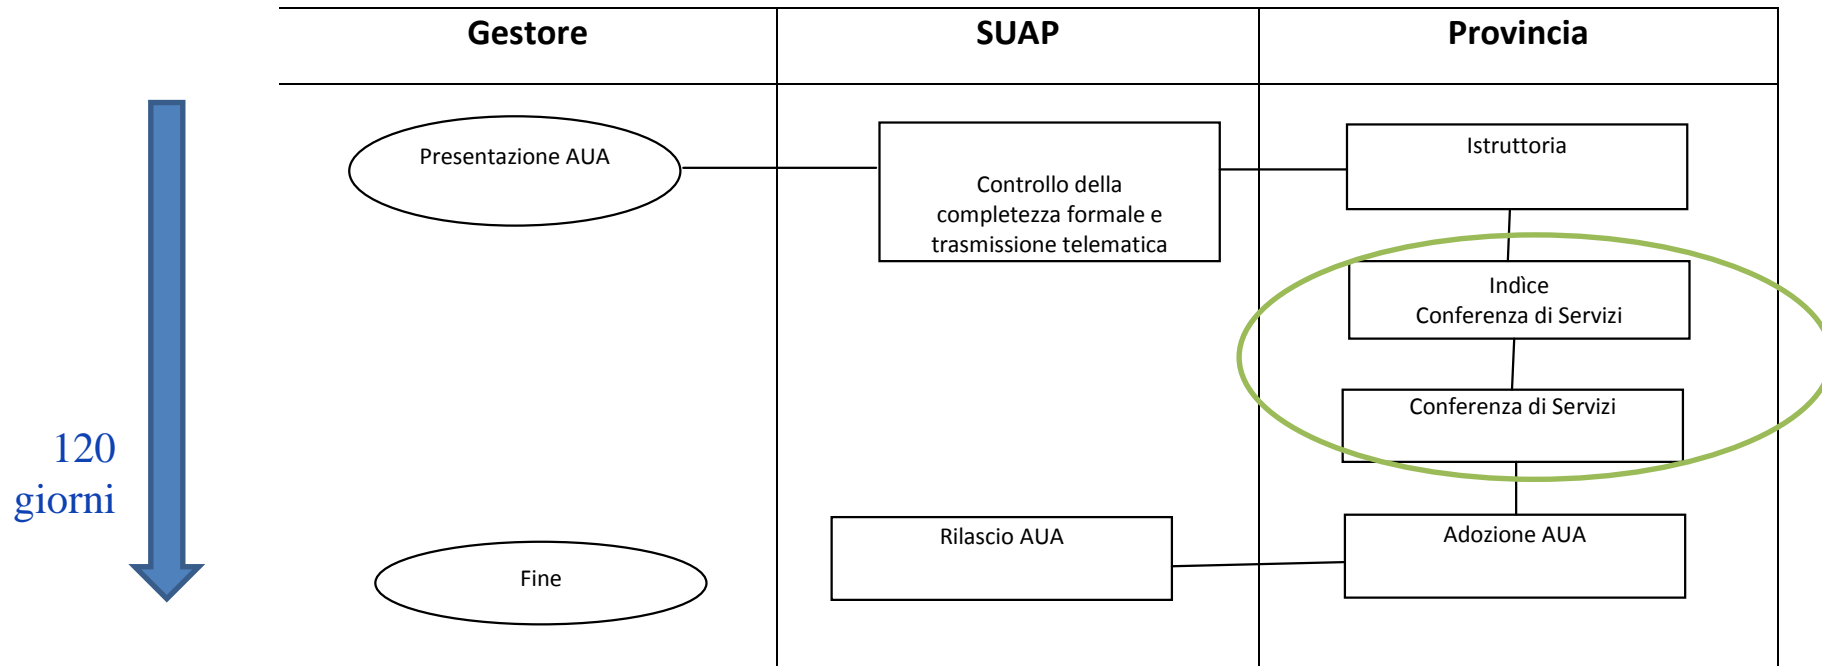 Gestore
SUAP
Provincia
Presentazione AUA
Controllo della
completezza formale e
trasmissione telematica
Istruttoria
Indìce
Conferenza di Servizi
Conferenza di Servizi
120
giorni
Adozione AUA
Rilascio AUA
Fine